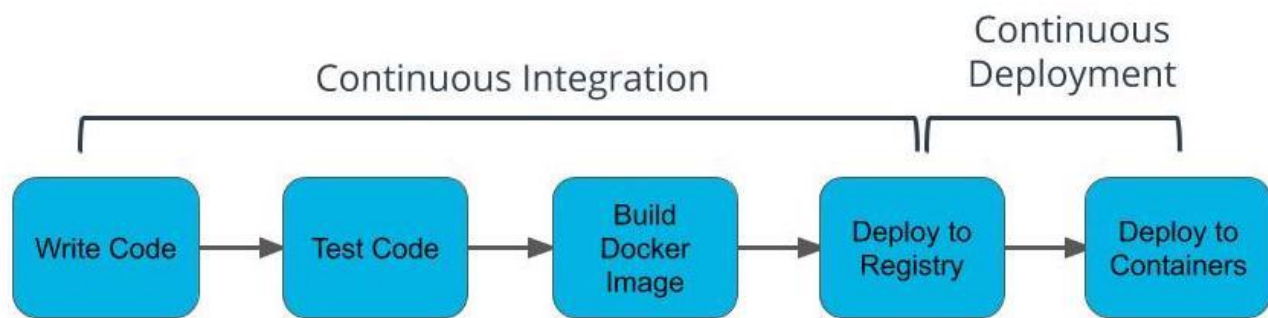 Continuous Integration
Continuous
Deployment
Write Code
Test Code
Build
Docker
Image
Deploy to
Registry
Deploy to
Containers